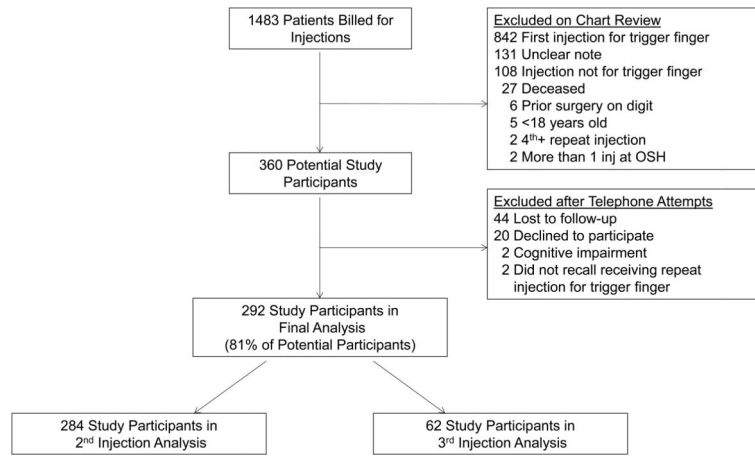 1483 Patients Billed for
Injections
Excluded on Chart Review
842 First injection for trigger finger
131 Unclear note
108 Injection not for trigger finger
27 Deceased
6 Prior surgery on digit
5 <18 years old
2 4th+ repeat injection
2 More than 1 inj at OSH
360 Potential Study
Participants
Excluded after Telephone Attempts
44 Lost to follow-up
20 Declined to participate
2 Cognitive impairment
2 Did not recall receiving repeat
injection for trigger finger
292 Study Participants in
Final Analysis
(81% of Potential Participants)
284 Study Participants in
2nd Injection Analysis
62 Study Participants in
3rd Injection Analysis